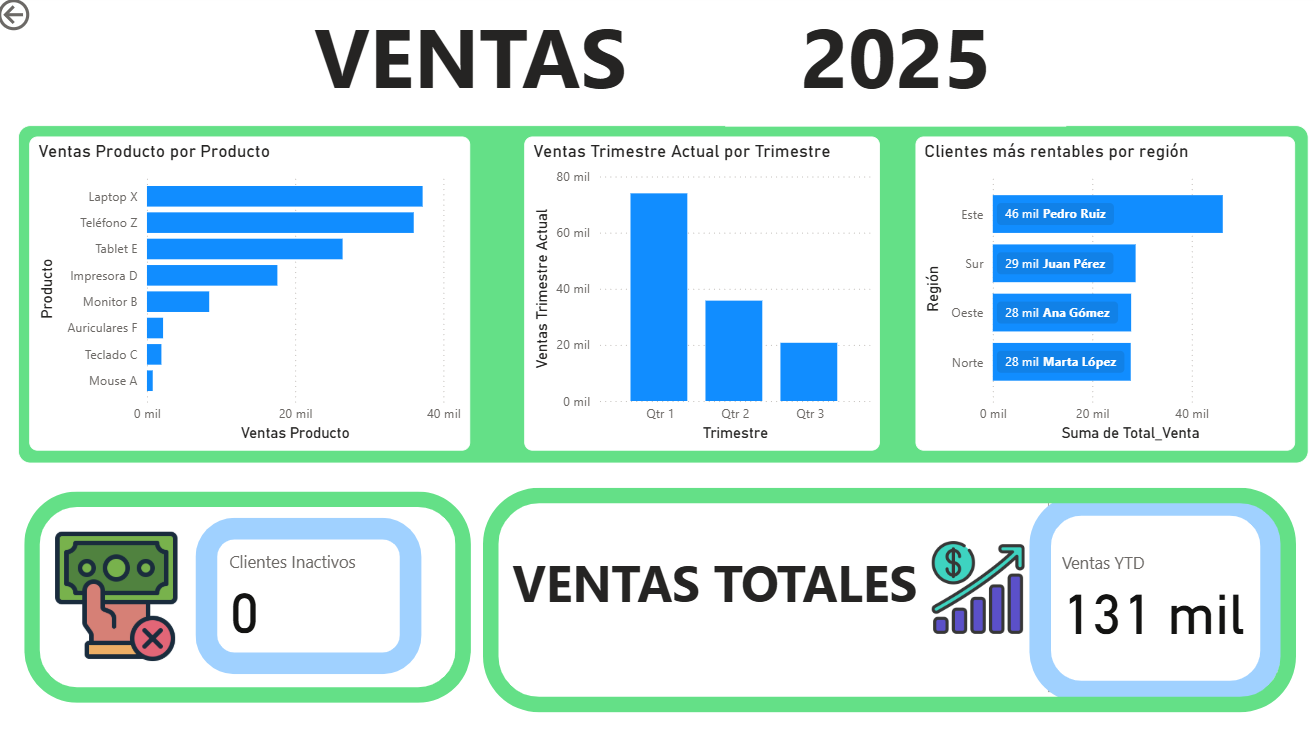 VENTAS 2025
Ventas Producto por Producto
Producto
Laptop X
Teléfono Z
Tablet E
Impresora D
Monitor B
Auriculares F
Teclado C
Mouse A
0 mil 20 mil 40 mil
Ventas Producto
Ventas Trimestre Actual por Trimestre
Ventas Trimestre Actual
80 mil
60 mil
40 mil
20 mil
0 mil
Qtr 1 Qtr 2 Qtr 3
Trimestre
Clientes más rentables por región
Región
Este 46 mil Pedro Ruiz
Sur 29 mil Juan Pérez
Oeste 28 mil Ana Gómez
Norte 28 mil Marta López
0 mil 20 mil 40 mil
Suma de Total_Venta
Clientes Inactivos
0
VENTAS TOTALES
$
Ventas YTD
131 mil